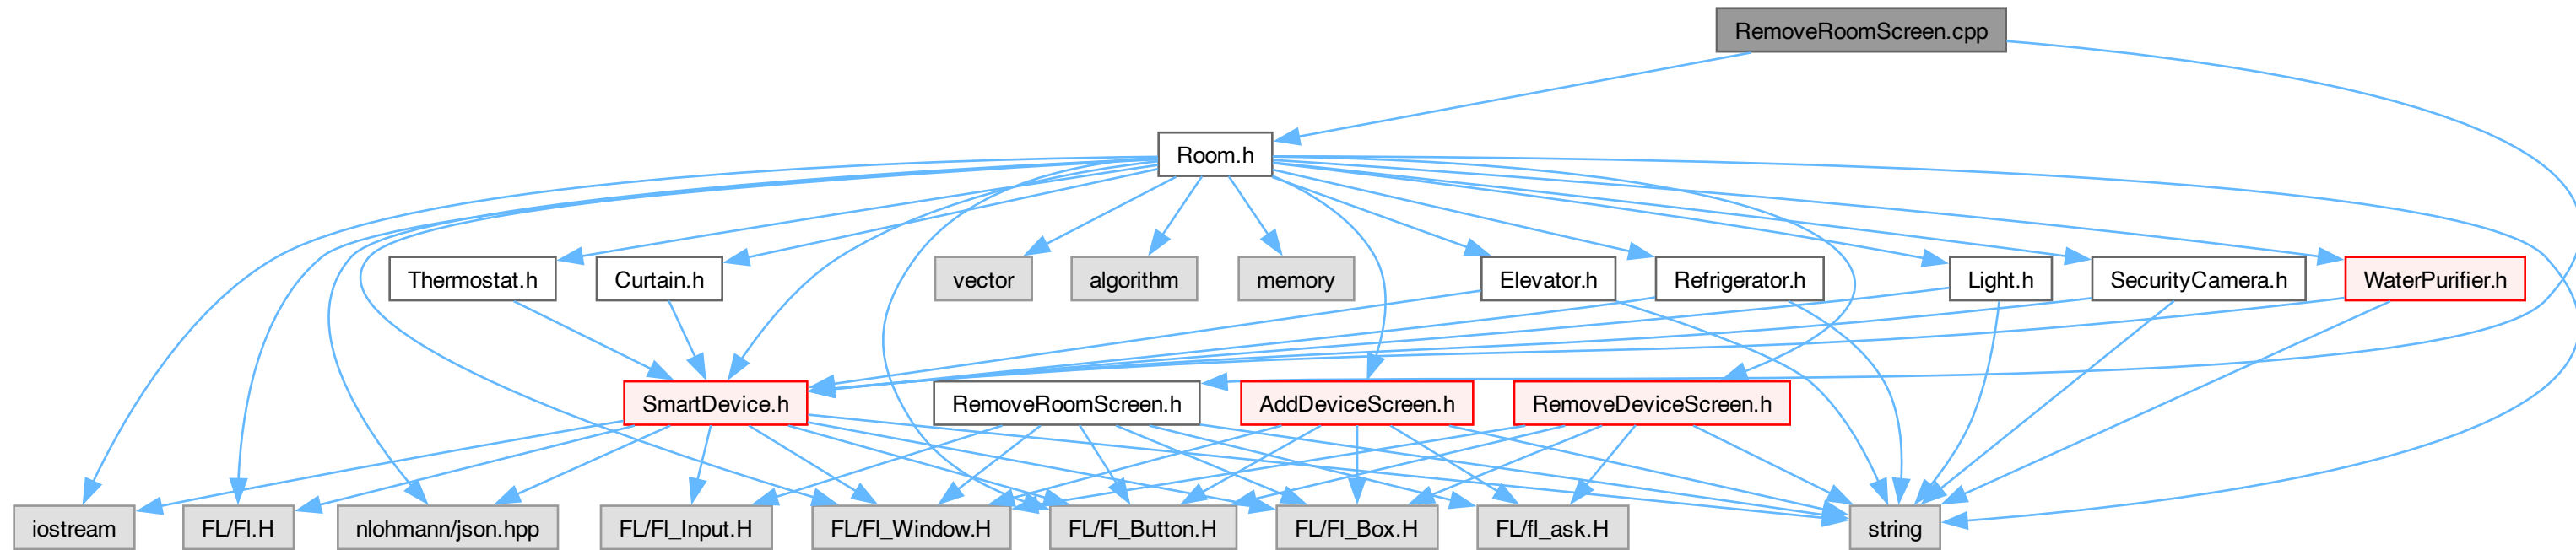 RemoveRoomScreen.cpp
Room.h
Thermostat.h
Curtain.h
vector
algorithm
memory
Elevator.h
Refrigerator.h
Light.h
SecurityCamera.h
WaterPurifier.h
SmartDevice.h
RemoveRoomScreen.h
AddDeviceScreen.h
RemoveDeviceScreen.h
iostream
FL/Fl.H
nlohmann/json.hpp
FL/Fl_Input.H
FL/Fl_Window.H
FL/Fl_Button.H
FL/Fl_Box.H
FL/fl_ask.H
string